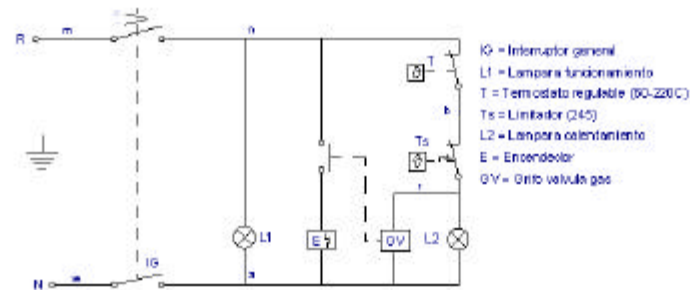 R
m
n
IG = Interruptor general
L1 = Lampara funcionamiento
T
T = Termostato regulable (60-220C)
b
Ts = Limitador (245)
Ts
L2 = Lampara calentamiento
E = Encendedor
GV = Grifo valvula gas
r
L1
E
GV
L2
IG
N
a